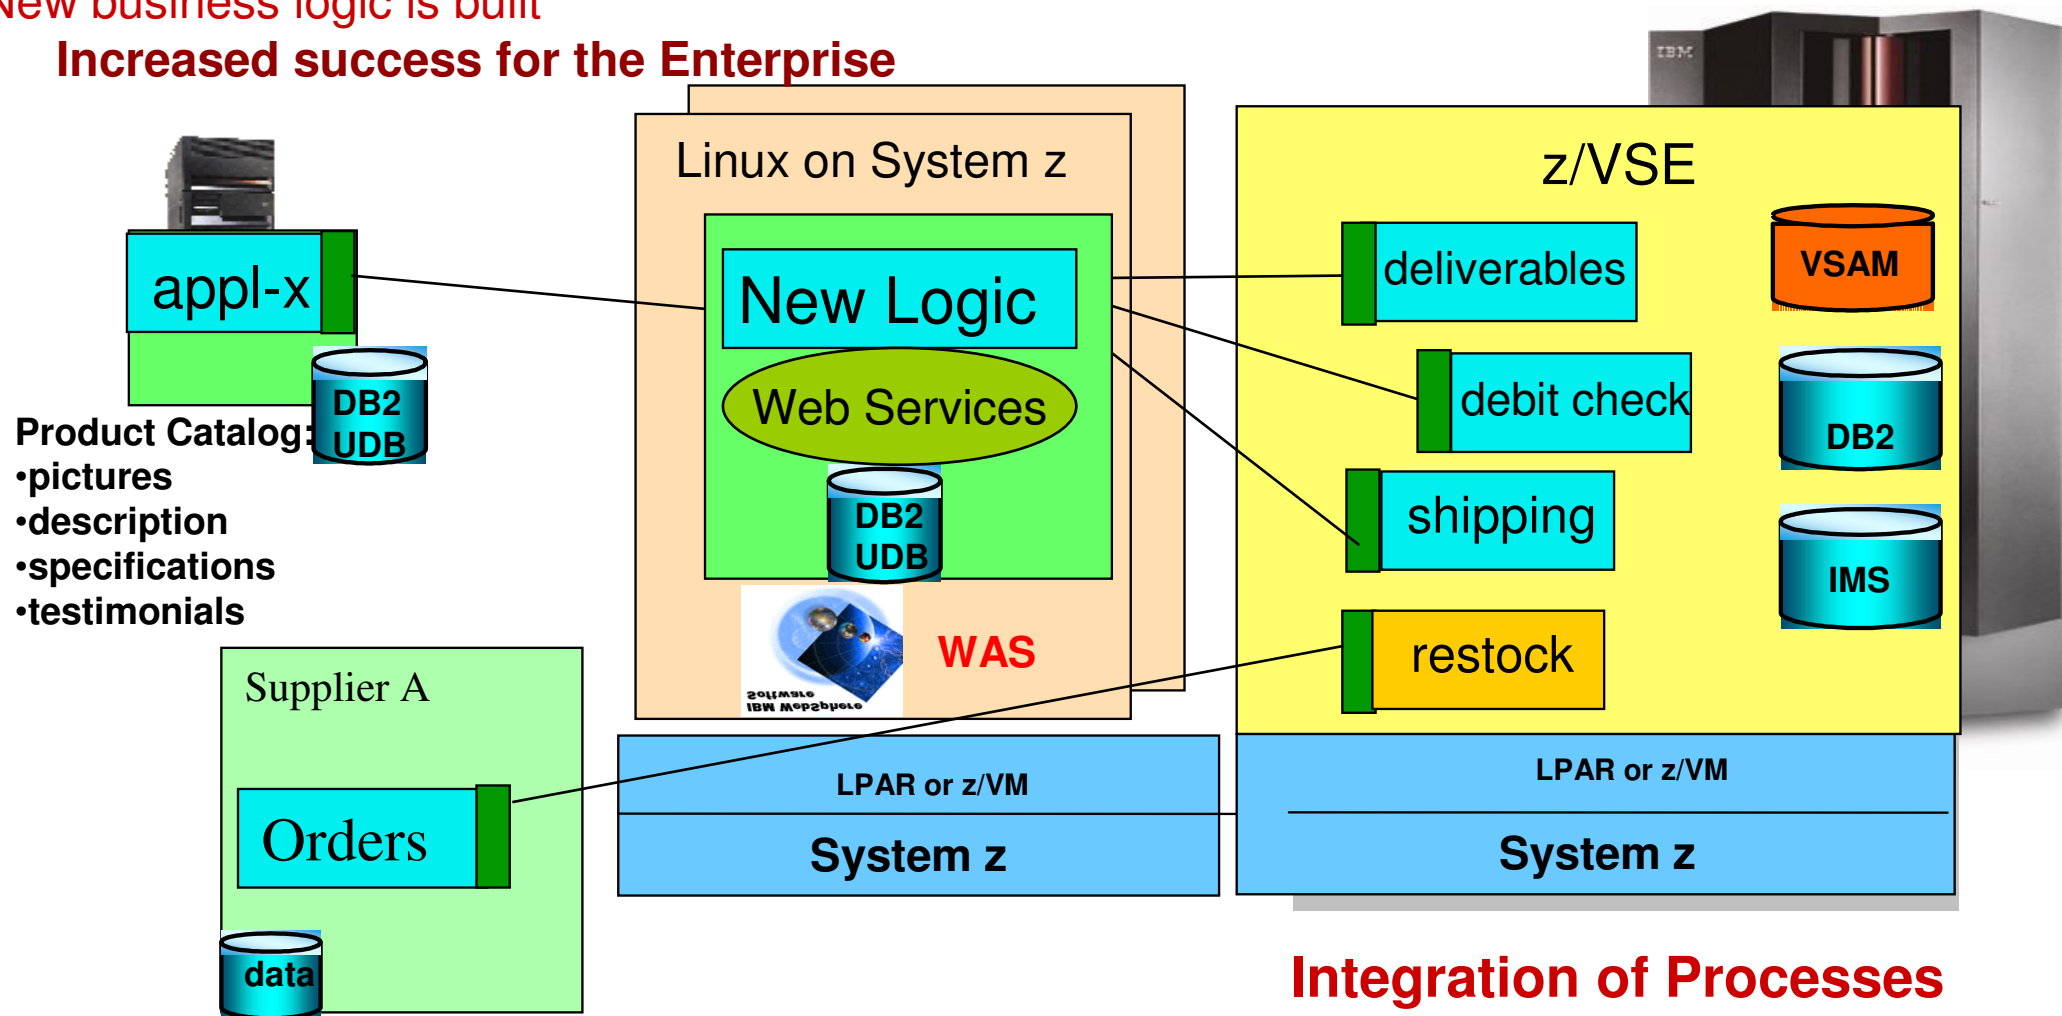 New business logic is built
Increased success for the Enterprise
IBM
Linux on System z
z/VSE
appl-x
New Logic
deliverables
VSAM
Web Services
debit check
DB2
UDB
DB2
Product Catalog:
•pictures
•description
•specifications
•testimonials
DB2
UDB
shipping
IMS
Software
IBM WebSphere
WAS
restock
Supplier A
Orders
data
LPAR or z/VM
System z
LPAR or z/VM
System z
Integration of Processes